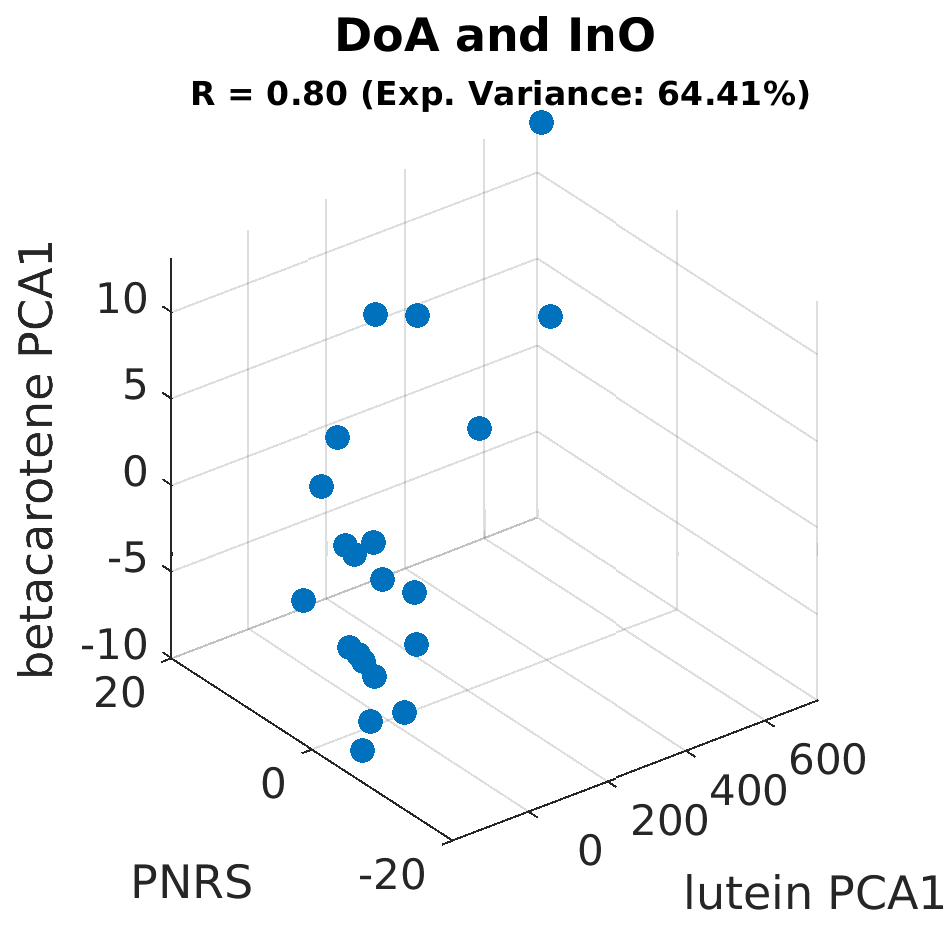 DoA and InO
R = 0.80 (Exp. Variance: 64.41%)
betacarotene PCA1
10
5
0
-5
-10
20
0
-20
PNRS
0
200
400
600
lutein PCA1